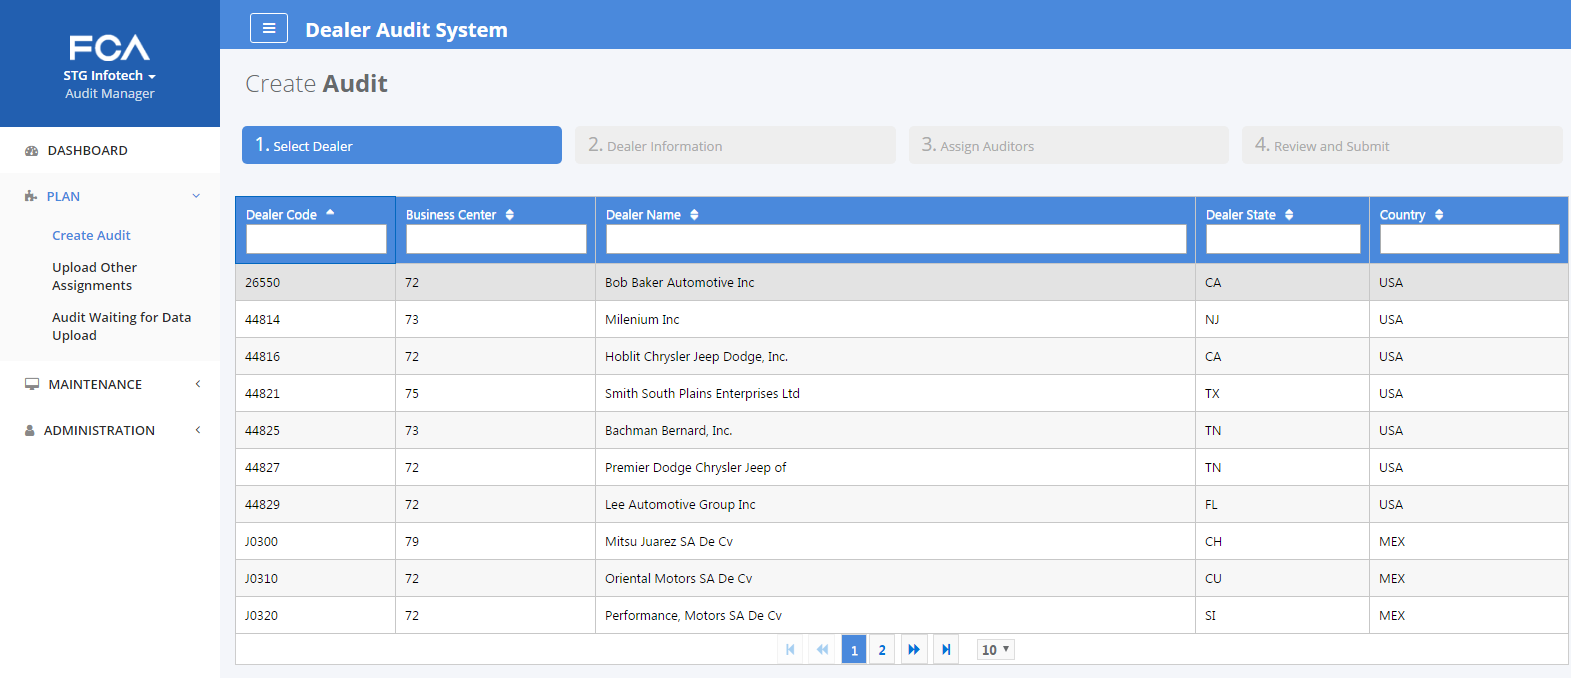 FCA
STG Infotech
Audit Manager
DASHBOARD
PLAN
Create Audit
Upload Other
Assignments
Audit Waiting for Data
Upload
MAINTENANCE
ADMINISTRATION
Dealer Audit System
Create Audit
1. Select Dealer
2. Dealer Information
3. Assign Auditors
4. Review and Submit
Dealer Code Business Center Dealer Name Dealer State Country
26550 72 Bob Baker Automotive Inc CA USA
44814 73 Milenium Inc NJ USA
44816 72 Hoblit Chrysler Jeep Dodge, Inc. CA USA
44821 75 Smith South Plains Enterprises Ltd TX USA
44825 73 Bachman Bernard, Inc. TN USA
44827 72 Premier Dodge Chrysler Jeep of TN USA
44829 72 Lee Automotive Group Inc FL USA
J0300 79 Mitsu Juarez SA De Cv CH MEX
J0310 72 Oriental Motors SA De Cv CU MEX
J0320 72 Performance, Motors SA De Cv SI MEX
1 2 10